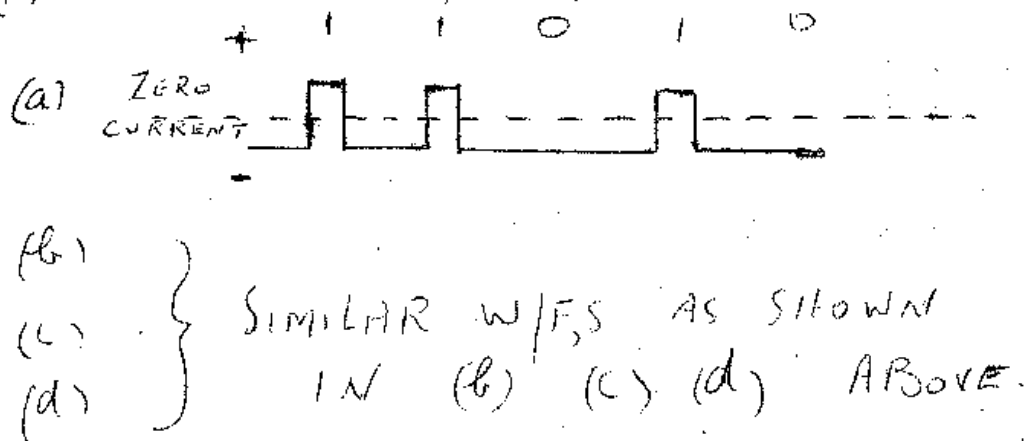 + 1 1 0 1 0
(a) ZERO
CURRENT
-
(b)
(c) } SIMILAR W/F,S AS SHOWN
(d) IN (b) (c) (d) ABOVE.